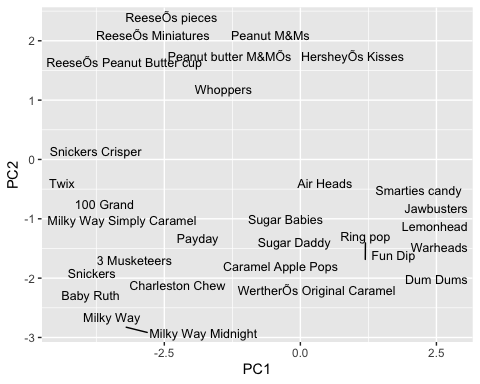 ReeseÕs pieces
2
ReeseÕs Miniatures
Peanut M&Ms
Peanut butter M&MÕs
HersheyÕs Kisses
ReeseÕs Peanut Butter cup
1
Whoppers
Snickers Crisper
0
Twix
Air Heads
Smarties candy
100 Grand
Jawbusters
-1
Milky Way Simply Caramel
Sugar Babies
Lemonhead
Payday
Sugar Daddy
Ring pop
Warheads
3 Musketeers
Caramel Apple Pops
Fun Dip
Snickers
-2
Charleston Chew
WertherÕs Original Caramel
Dum Dums
Baby Ruth
Milky Way
Milky Way Midnight
-3
-2.5
0.0
2.5
PC1
PC2